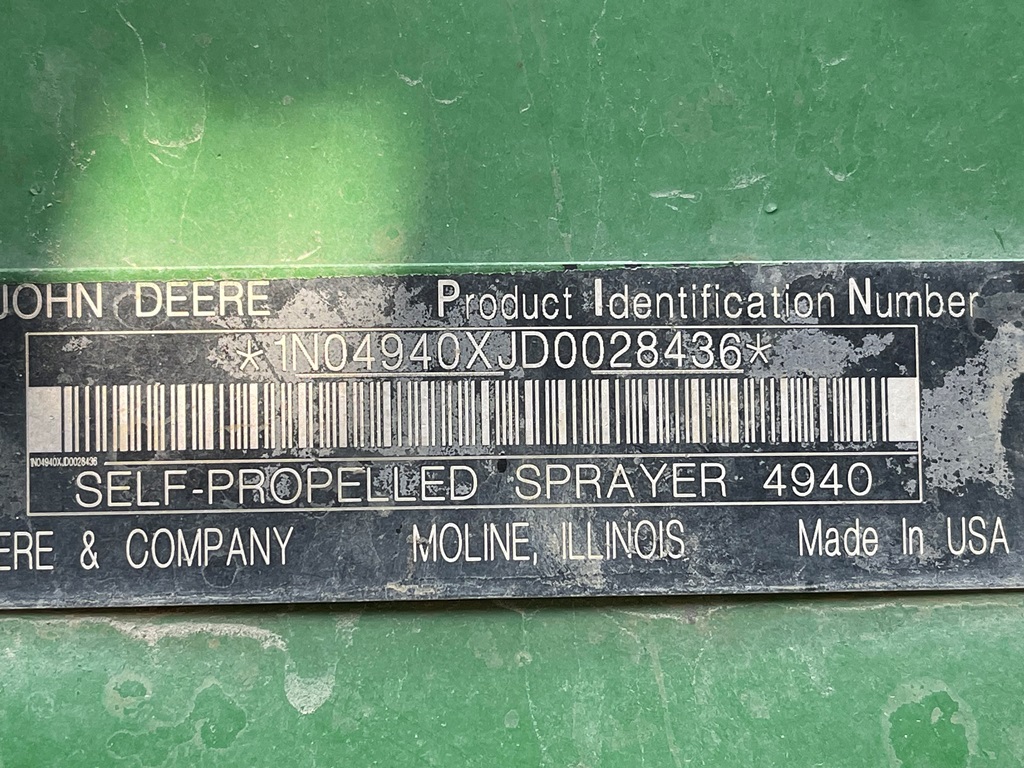 JOHN DEERE Product Identification Number
*1N04940XJD0028436*
1N04940XJD0028436
SELF-PROPELLED SPRAYER 4940
ERE & COMPANY MOLINE, ILLINOIS Made In USA